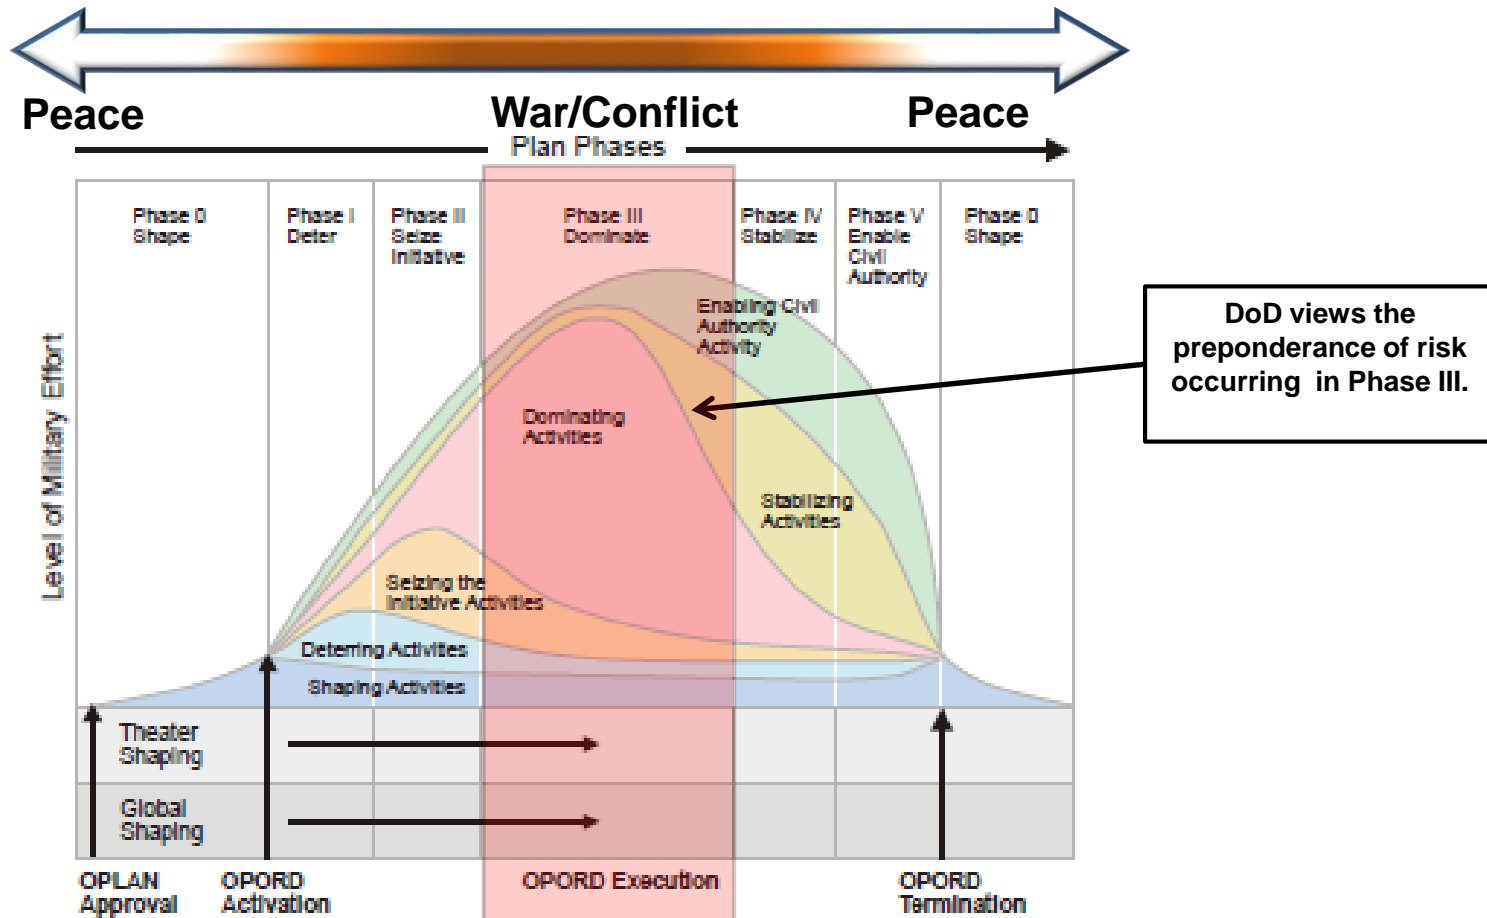 Peace
War/Conflict
Peace
Plan Phases
Phase 0
Shape
Phase I
Deter
Phase II
Seize
Initiative
Phase III
Dominate
Phase IV
Stabilize
Phase V
Enable
Civil
Authority
Phase 0
Shape
Level of Military Effort
Enabling Civil
Authority
Activity
DoD views the
preponderance of risk
occurring in Phase III.
Dominating
Activities
Stabilizing
Activities
Seizing the
Initiative Activities
Deterring Activities
Shaping Activities
Theater
Shaping
Global
Shaping
OPLAN
Approval
OPORD
Activation
OPORD Execution
OPORD
Termination